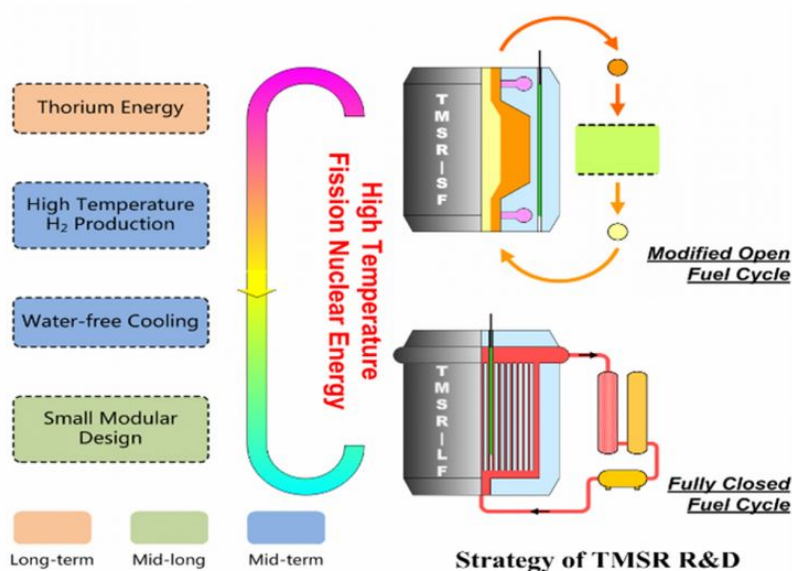 Thorium Energy
High Temperature
H₂ Production
Water-free Cooling
Small Modular
Design
Long-term
Mid-long
Mid-term
High Temperature
Fission Nuclear Energy
TMSR-SF
Modified Open
Fuel Cycle
TMSR-LF
Fully Closed
Fuel Cycle
Strategy of TMSR R&D